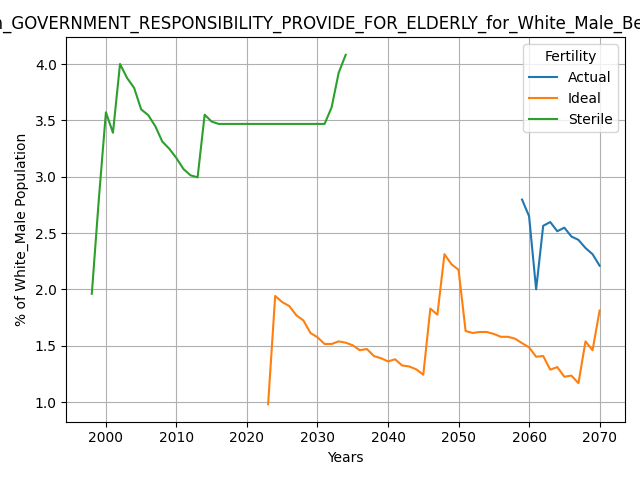 _GOVERNMENT_RESPONSIBILITY_PROVIDE_FOR_ELDERLY_for_White_Male_Be
Fertility
Actual
Ideal
Sterile
% of White_Male Population
4.0
3.5
3.0
2.5
2.0
1.5
1.0
2000 2010 2020 2030 2040 2050 2060 2070
Years